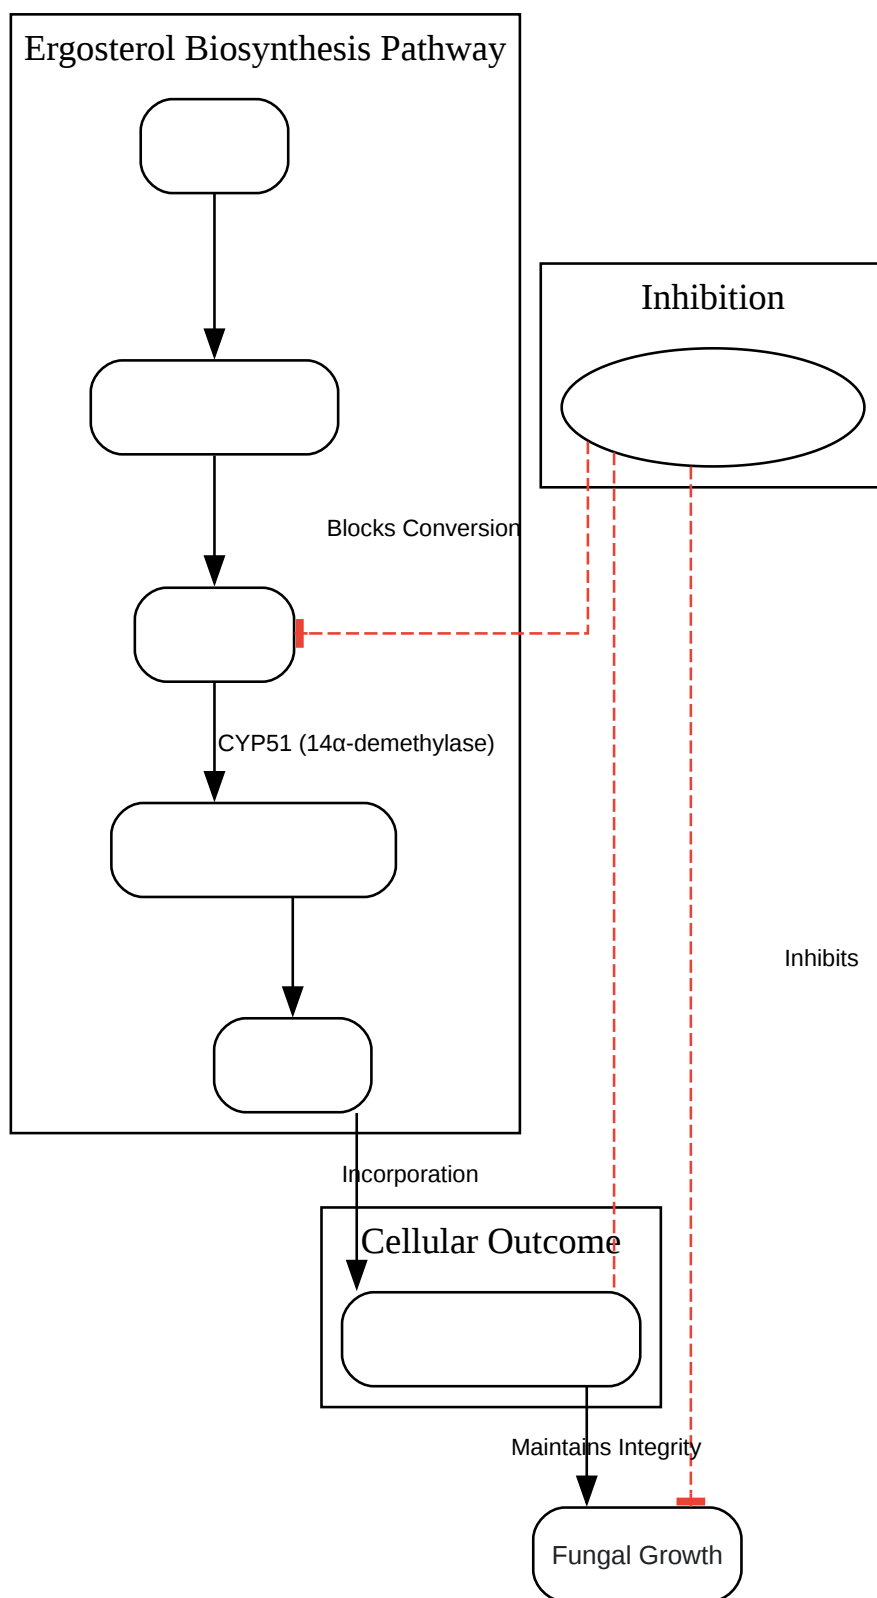 Ergosterol Biosynthesis Pathway
Inhibition
Blocks Conversion
CYP51 (14α-demethylase)
Inhibits
Incorporation
Cellular Outcome
Maintains Integrity
Fungal Growth